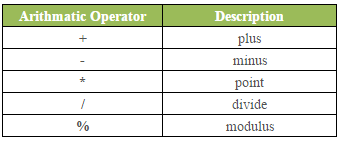 Arithmatic Operator Description
+ plus
- minus
* point
/ divide
% modulus